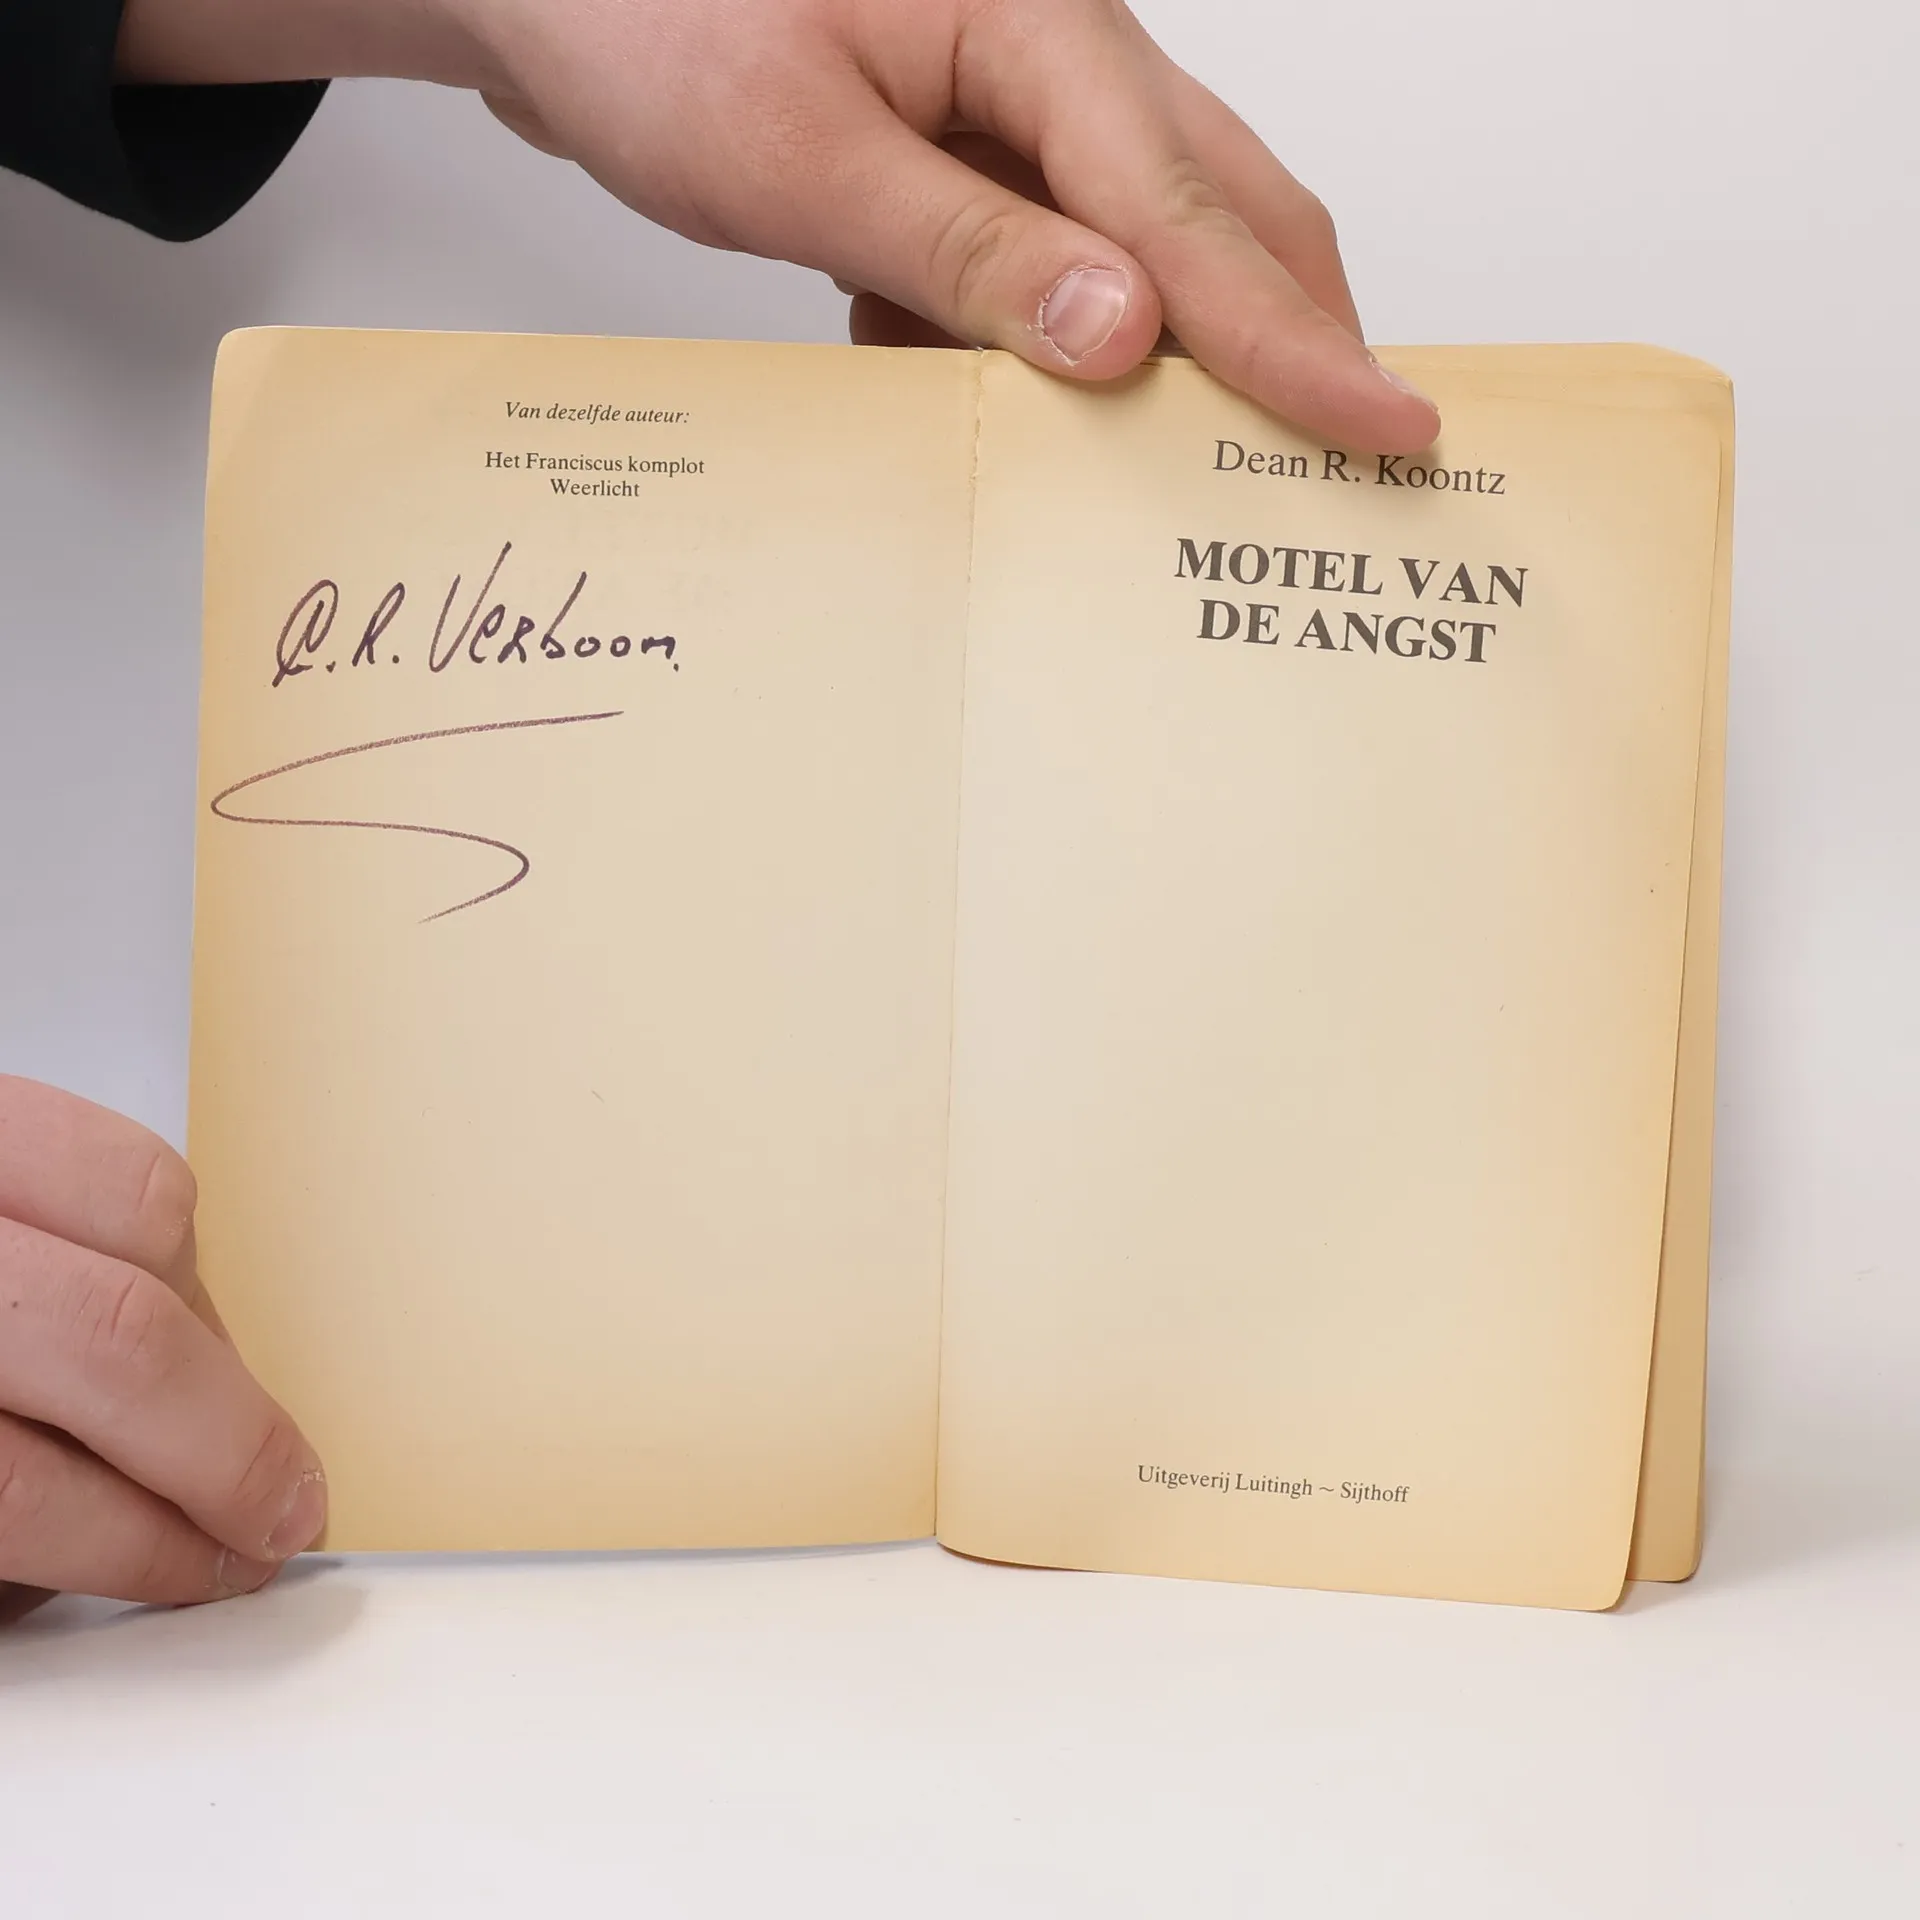 Van dezelfde auteur:
Het Franciscus komplot
Weerlicht
C.R. Verboom.
Dean R. Koontz
MOTEL VAN
DE ANGST
Uitgeverij Luitingh ~ Sijthoff